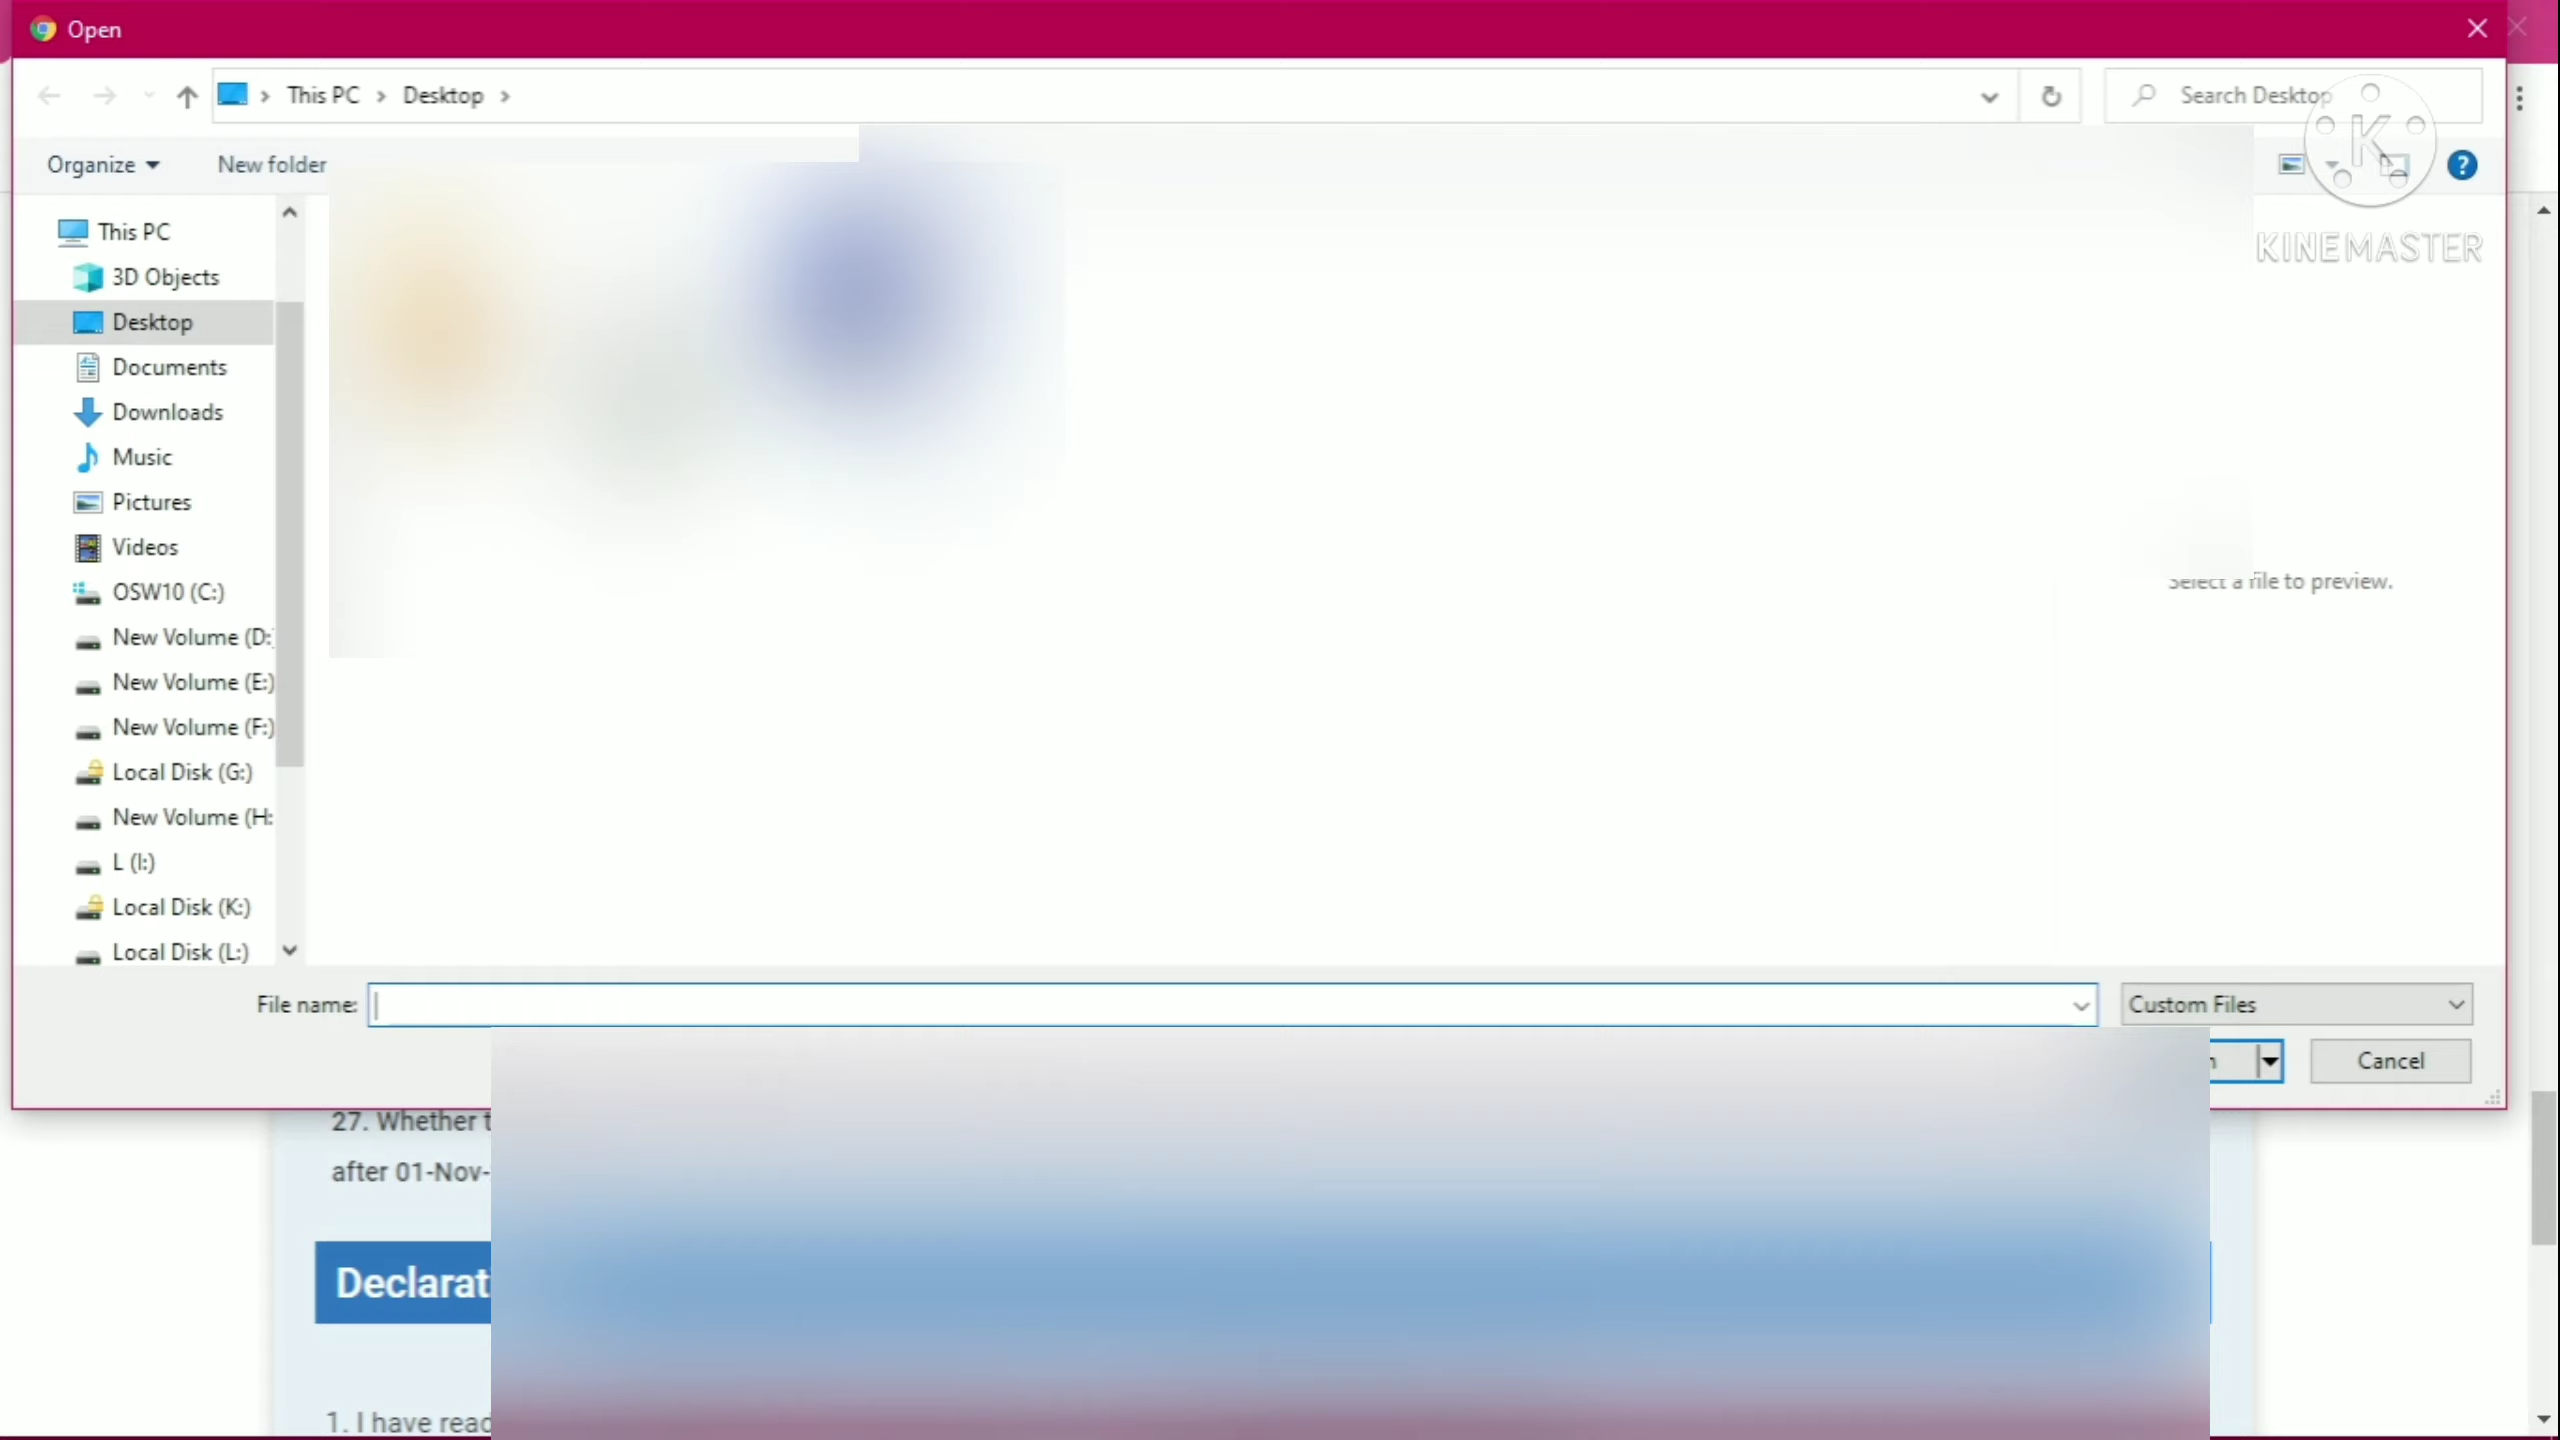 Open
This PC > Desktop >
Search Desktop
Organize
New folder
KINEMASTER
This PC
3D Objects
Desktop
Documents
Downloads
Music
Pictures
Videos
OSW10 (C:)
New Volume (D:
New Volume (E:)
New Volume (F:)
Local Disk (G:)
New Volume (H:
L (I:)
Local Disk (K:)
Local Disk (L:)
Select a file to preview.
File name:
Custom Files
Cancel
27. Whether t
after 01-Nov-
Declarat
1. I have read